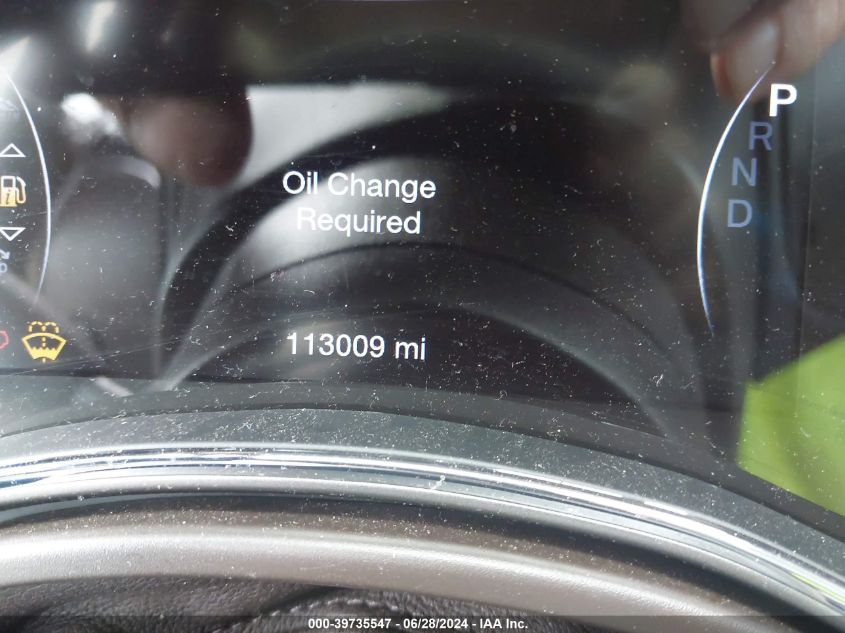 P
R
N
D
Oil Change
Required
113009 mi
000-39735547 - 06/28/2024 - IAA Inc.